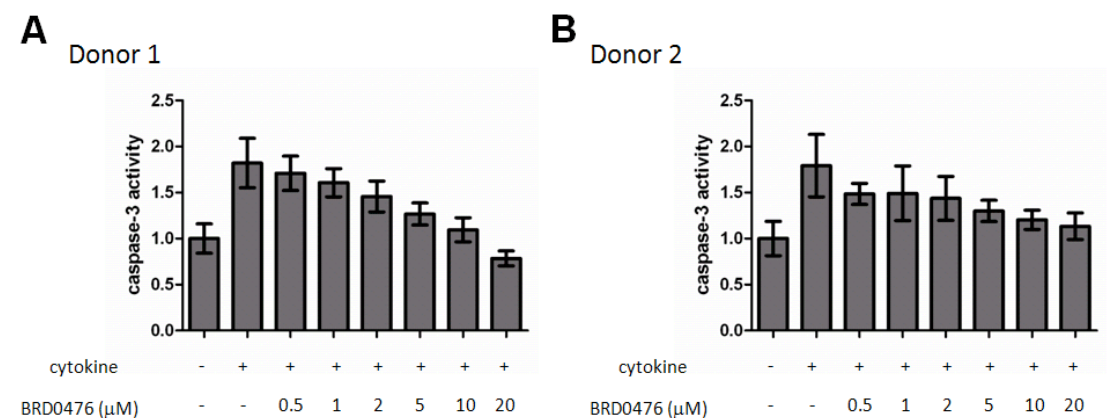 A
Donor 1
caspase-3 activity
2.5
2.0
1.5
1.0
0.5
0.0
cytokine - + + + + + + +
BRD0476 (μM) - - 0.5 1 2 5 10 20
B
Donor 2
caspase-3 activity
2.5
2.0
1.5
1.0
0.5
0.0
cytokine - + + + + + + +
BRD0476 (μM) - - 0.5 1 2 5 10 20